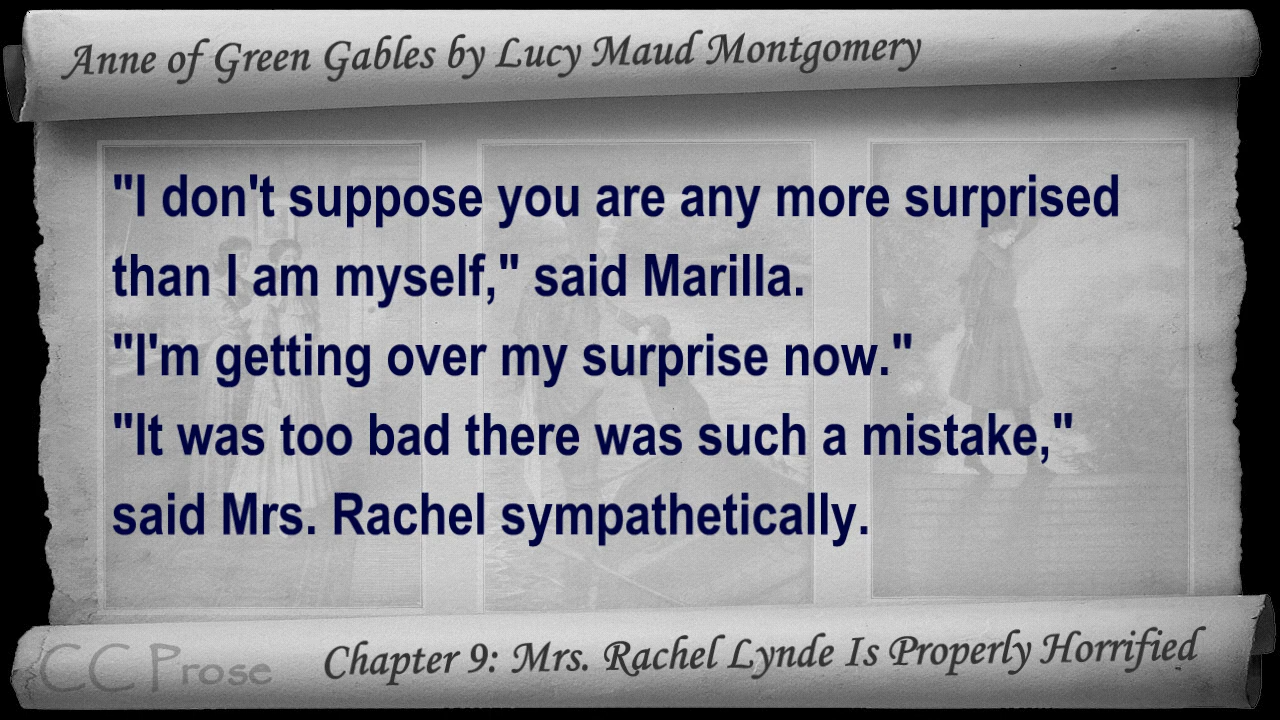 Anne of Green Gables by Lucy Maud Montgomery
"I don't suppose you are any more surprised
than I am myself," said Marilla.
"I'm getting over my surprise now."
"It was too bad there was such a mistake,"
said Mrs. Rachel sympathetically.
CC Prose
Chapter 9: Mrs. Rachel Lynde Is Properly Horrified